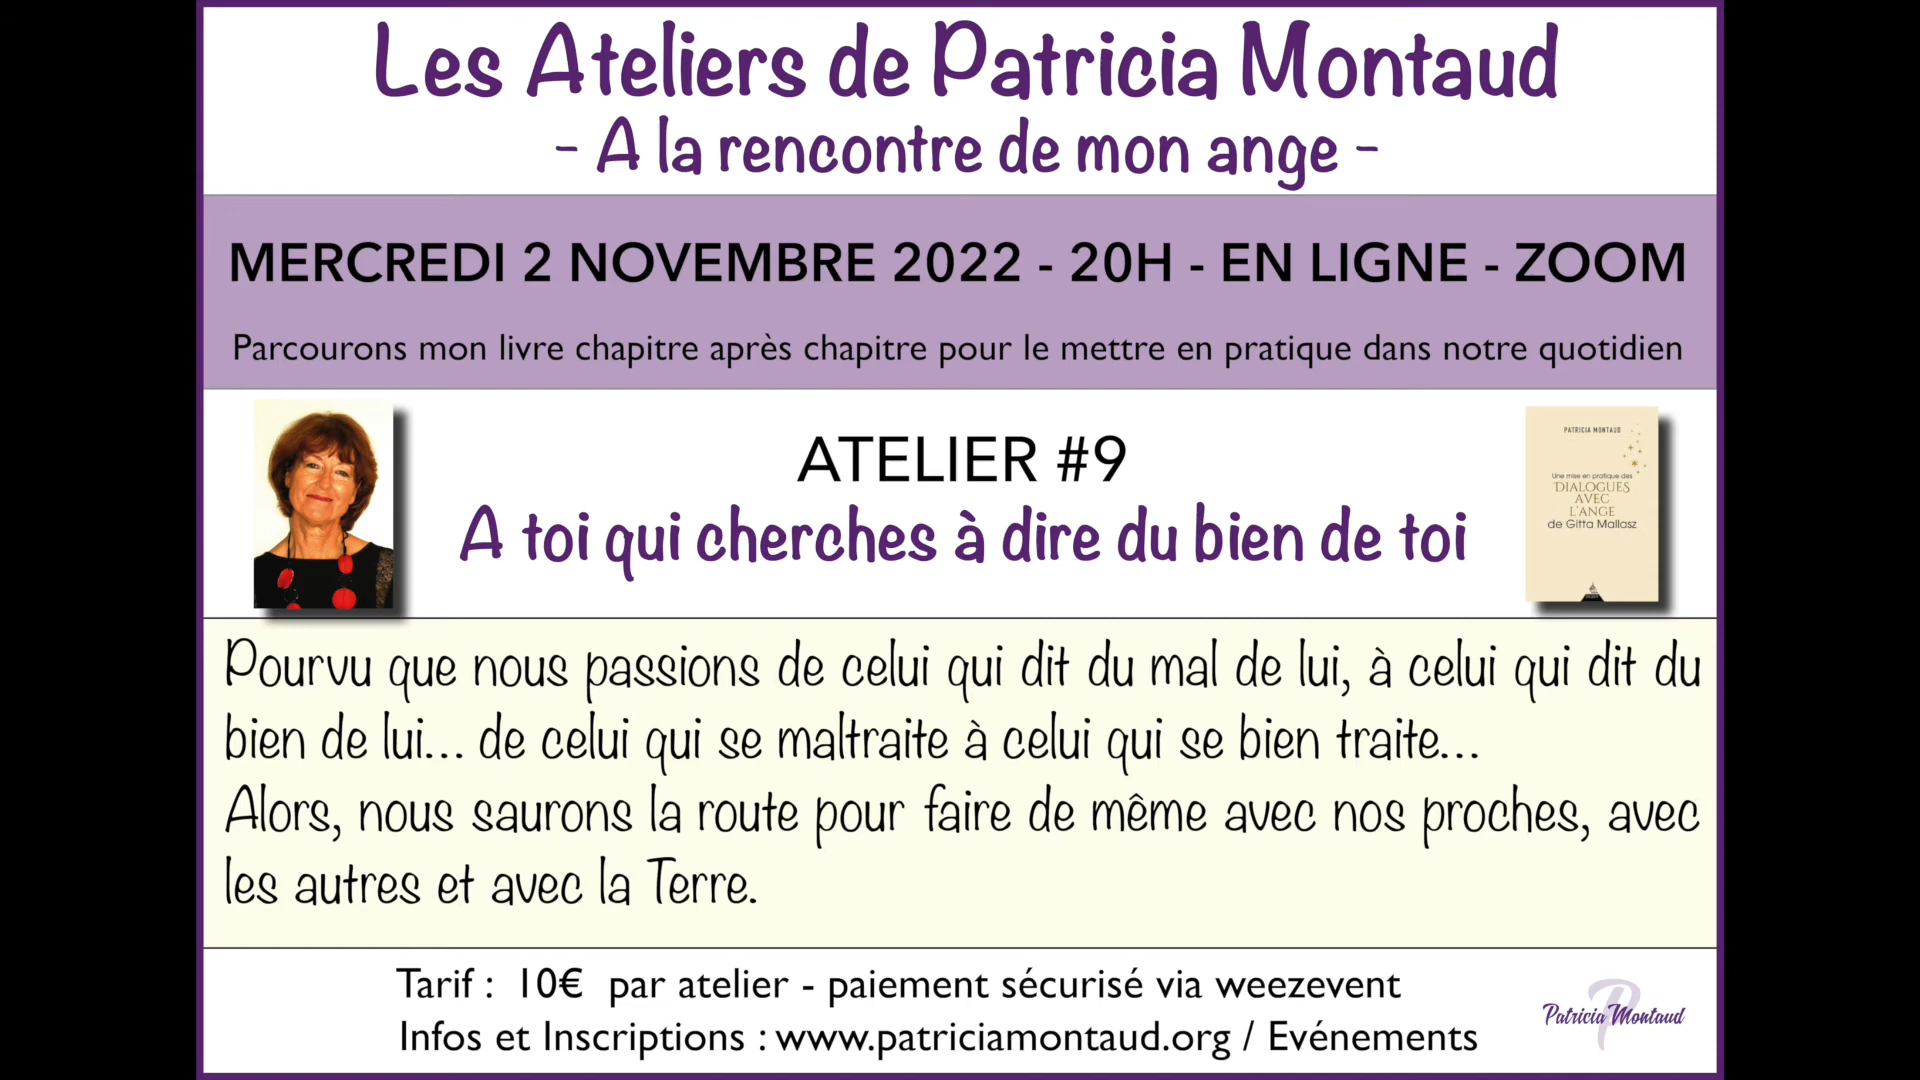 Les Ateliers de Patricia Montaud
- A la rencontre de mon ange -
MERCREDI 2 NOVEMBRE 2022 - 20H - EN LIGNE - ZOOM
Parcourons mon livre chapitre après chapitre pour le mettre en pratique dans notre quotidien
ATELIER #9
A toi qui cherches à dire du bien de toi
PATRICIA MONTAUD
Une mise en pratique des
DIALOGUES
AVEC
L'ANGE
de Gitta Mallasz
Pourvu que nous passions de celui qui dit du mal de lui, à celui qui dit du
bien de lui... de celui qui se maltraite à celui qui se bien traite...
Alors, nous saurons la route pour faire de même avec nos proches, avec
les autres et avec la Terre.
Tarif : 10€ par atelier - paiement sécurisé via weezevent
Infos et Inscriptions : www.patriciamontaud.org / Evénements
Patricia Montaud